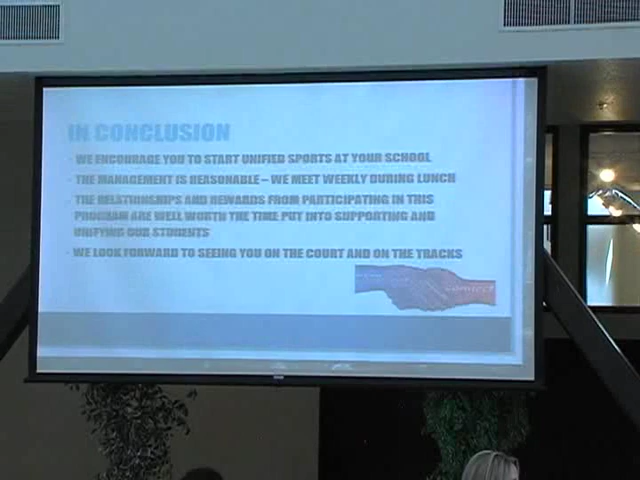 IN CONCLUSION
WE ENCOURAGE YOU TO START UNIFIED SPORTS AT YOUR SCHOOL
THE MANAGEMENT IS REASONABLE – WE MEET WEEKLY DURING LUNCH
THE RELATIONSHIPS AND REWARDS FROM PARTICIPATING IN THIS
PROGRAM ARE WELL WORTH THE TIME PUT INTO SUPPORTING AND
UNIFYING OUR STUDENTS
WE LOOK FORWARD TO SEEING YOU ON THE COURT AND ON THE TRACKS